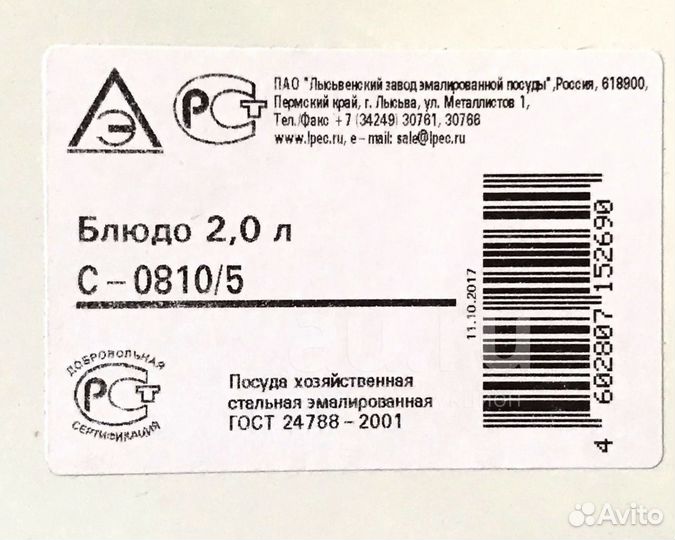 Э
РСТ
ПАО "Лысьвенский завод эмалированной посуды",Россия, 618900,
Пермский край, г. Лысьва, ул. Металлистов 1,
Тел./Факс +7 (34249) 30761, 30766
www.lpec.ru, e-mail: sale@lpec.ru
Блюдо 2,0 л
С-0810/5
11.10.2017
4 602807 152690
ДОБРОВОЛЬНАЯ
РСТ
СЕРТИФИКАЦИЯ
Посуда хозяйственная
стальная эмалированная
ГОСТ 24788-2001
Avito